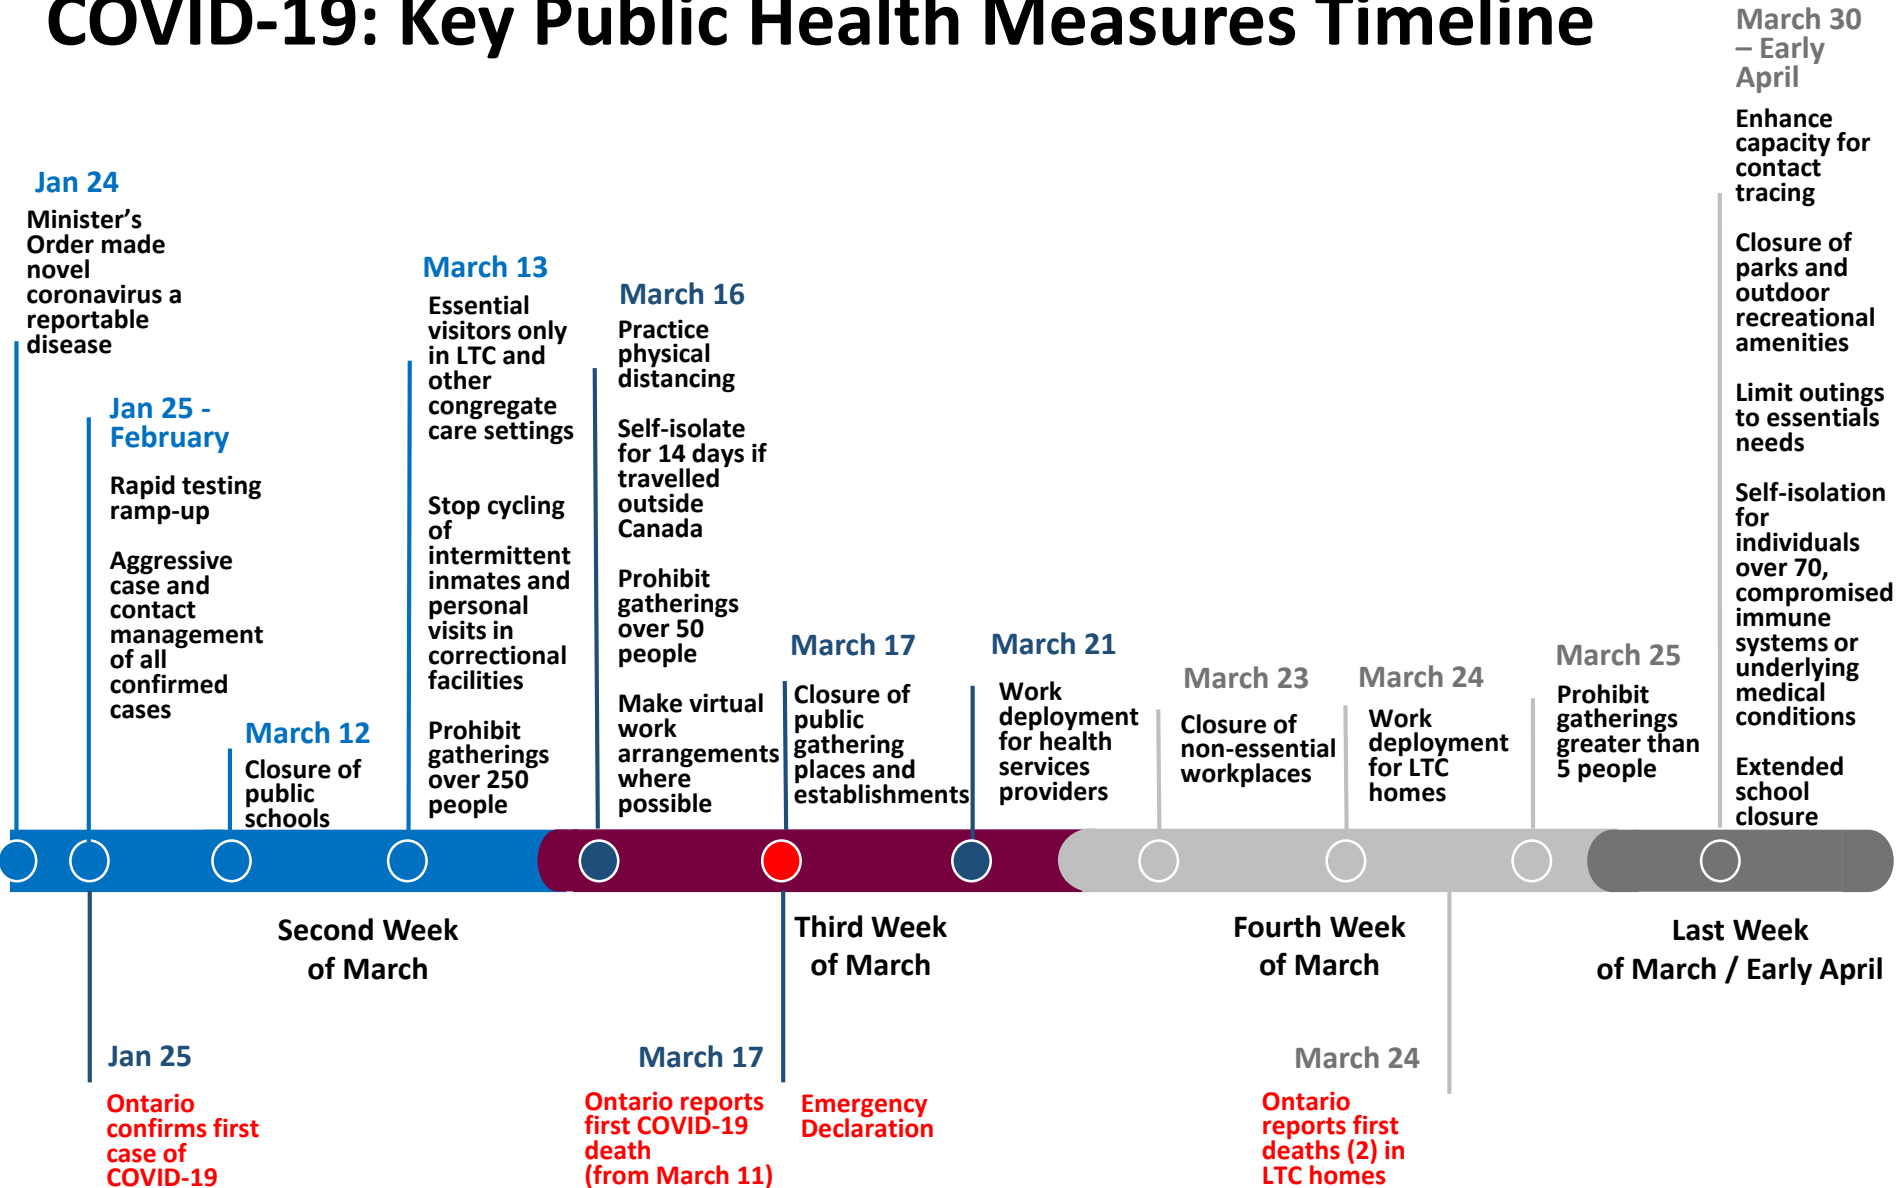 COVID-19: Key Public Health Measures Timeline
Jan 24
Minister’s
Order made
novel
coronavirus a
reportable
disease
Jan 25 -
February
Rapid testing
ramp-up
Aggressive
case and
contact
management
of all
confirmed
cases
March 12
Closure of
public
schools
March 13
Essential
visitors only
in LTC and
other
congregate
care settings
Stop cycling
of
intermittent
inmates and
personal
visits in
correctional
facilities
Prohibit
gatherings
over 250
people
March 16
Practice
physical
distancing
Self-isolate
for 14 days if
travelled
outside
Canada
Prohibit
gatherings
over 50
people
Make virtual
work
arrangements
where
possible
March 17
Closure of
public
gathering
places and
establishments
March 21
Work
deployment
for health
services
providers
March 23
Closure of
non-essential
workplaces
March 24
Work
deployment
for LTC
homes
March 25
Prohibit
gatherings
greater than
5 people
March 30
– Early
April
Enhance
capacity for
contact
tracing
Closure of
parks and
outdoor
recreational
amenities
Limit outings
to essentials
needs
Self-isolation
for
individuals
over 70,
compromised
immune
systems or
underlying
medical
conditions
Extended
school
closure
Second Week
of March
Third Week
of March
Fourth Week
of March
Last Week
of March / Early April
Jan 25
Ontario
confirms first
case of
COVID-19
March 17
Ontario reports
first COVID-19
death
(from March 11)
Emergency
Declaration
March 24
Ontario
reports first
deaths (2) in
LTC homes